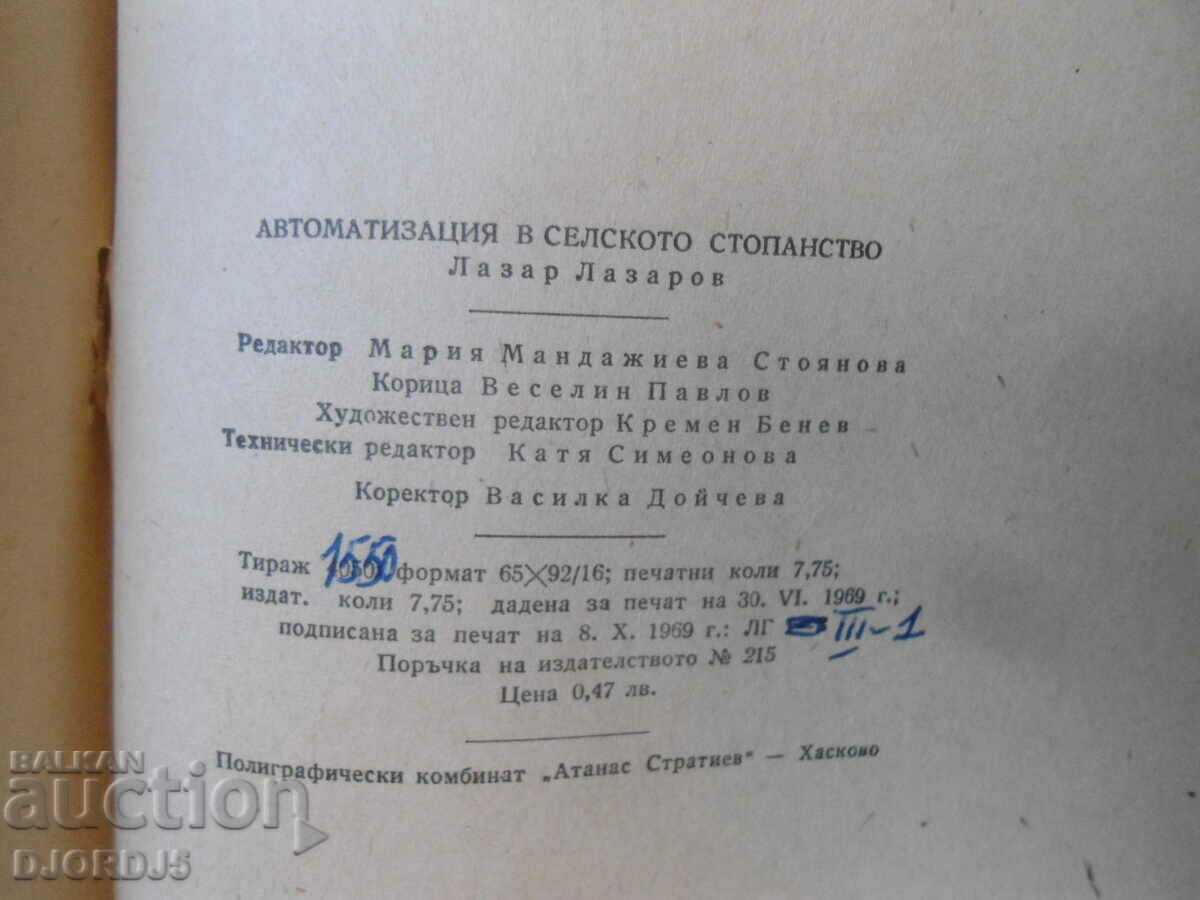 АВТОМАТИЗАЦИЯ В СЕЛСКОТО СТОПАНСТВО
Лазар Лазаров
Редактор Мария Мандажиева Стоянова
Корица Веселин Павлов
Художествен редактор Кремен Бенев
Технически редактор Катя Симеонова
Коректор Василка Дойчева
Тираж 1550 формат 65×92/16; печатни коли 7,75;
издат. коли 7,75; дадена за печат на 30. VI. 1969 г.;
подписана за печат на 8. X. 1969 г.: ЛГ III-1
Поръчка на издателството № 215
Цена 0,47 лв.
Полиграфически комбинат „Атанас Стратиев" — Хасково
BALKAN
auction
DJORDJ5